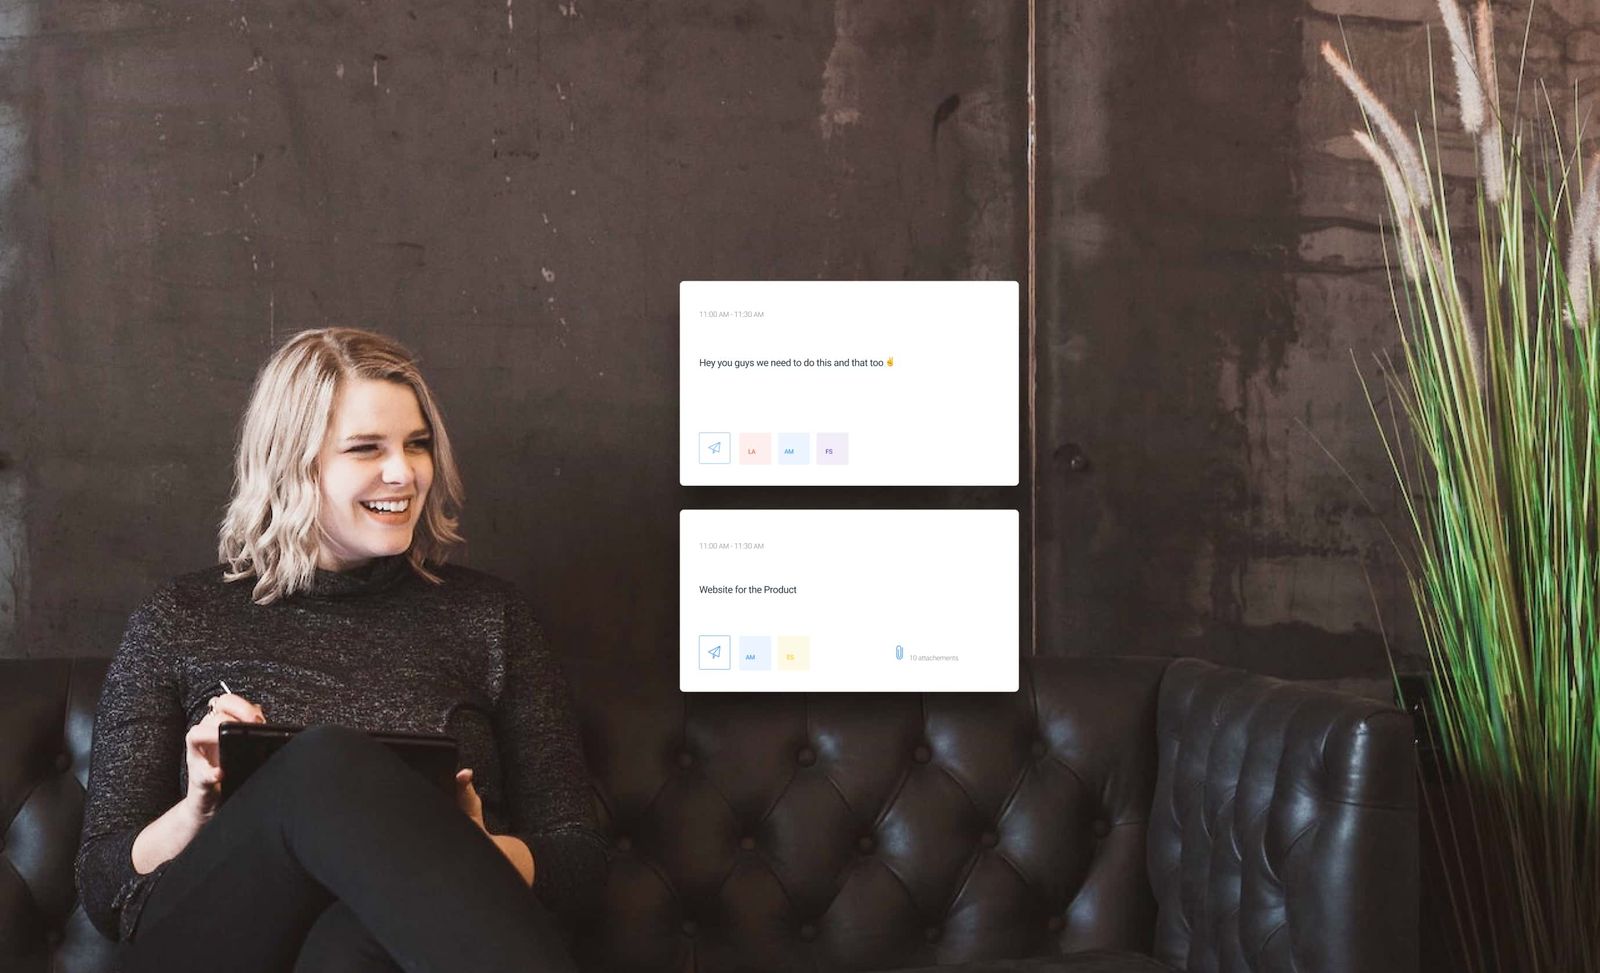 11:00 AM - 11:30 AM
Hey you guys we need to do this and that too ✌
LA AM FS
11:00 AM - 11:30 AM
Website for the Product
AM ES
10 attachements